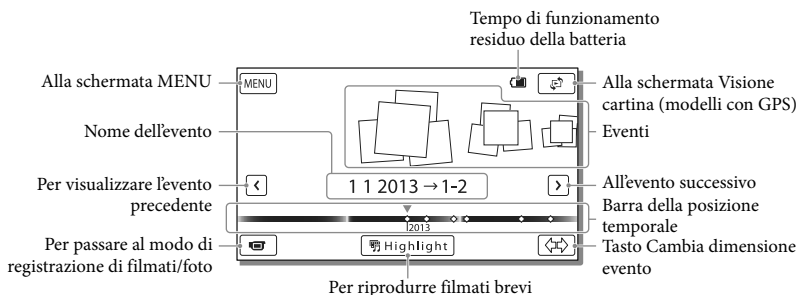 Tempo di funzionamento
residuo della batteria
Alla schermata MENU
MENU
Alla schermata Visione
cartina (modelli con GPS)
Nome dell'evento
Eventi
Per visualizzare l'evento
precedente
1 1 2013 → 1-2
All'evento successivo
Barra della posizione
temporale
2013
Per passare al modo di
registrazione di filmati/foto
Highlight
Tasto Cambia dimensione
evento
Per riprodurre filmati brevi